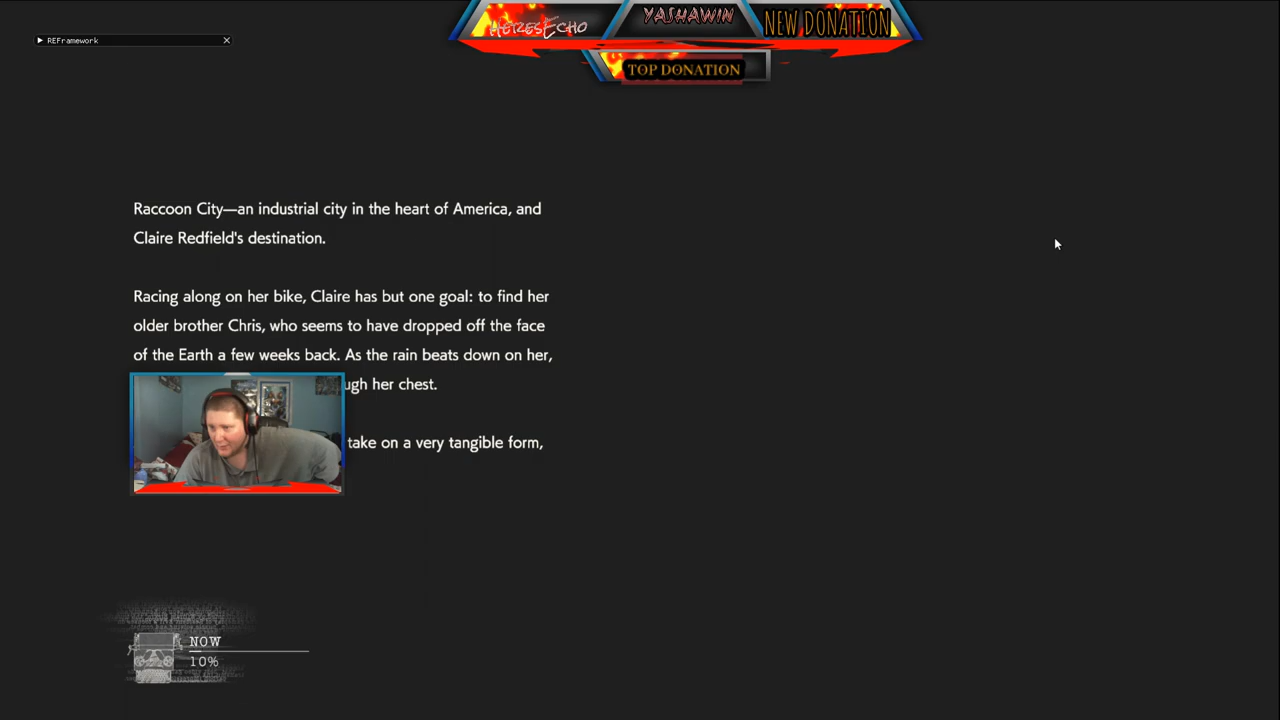 HEIZESECHO
YASHAWIN
NEW DONATION
REFramework
TOP DONATION
Raccoon City—an industrial city in the heart of America, and
Claire Redfield's destination.
Racing along on her bike, Claire has but one goal: to find her
older brother Chris, who seems to have dropped off the face
of the Earth a few weeks back. As the rain beats down on her,
ugh her chest.
take on a very tangible form,
NOW
10%